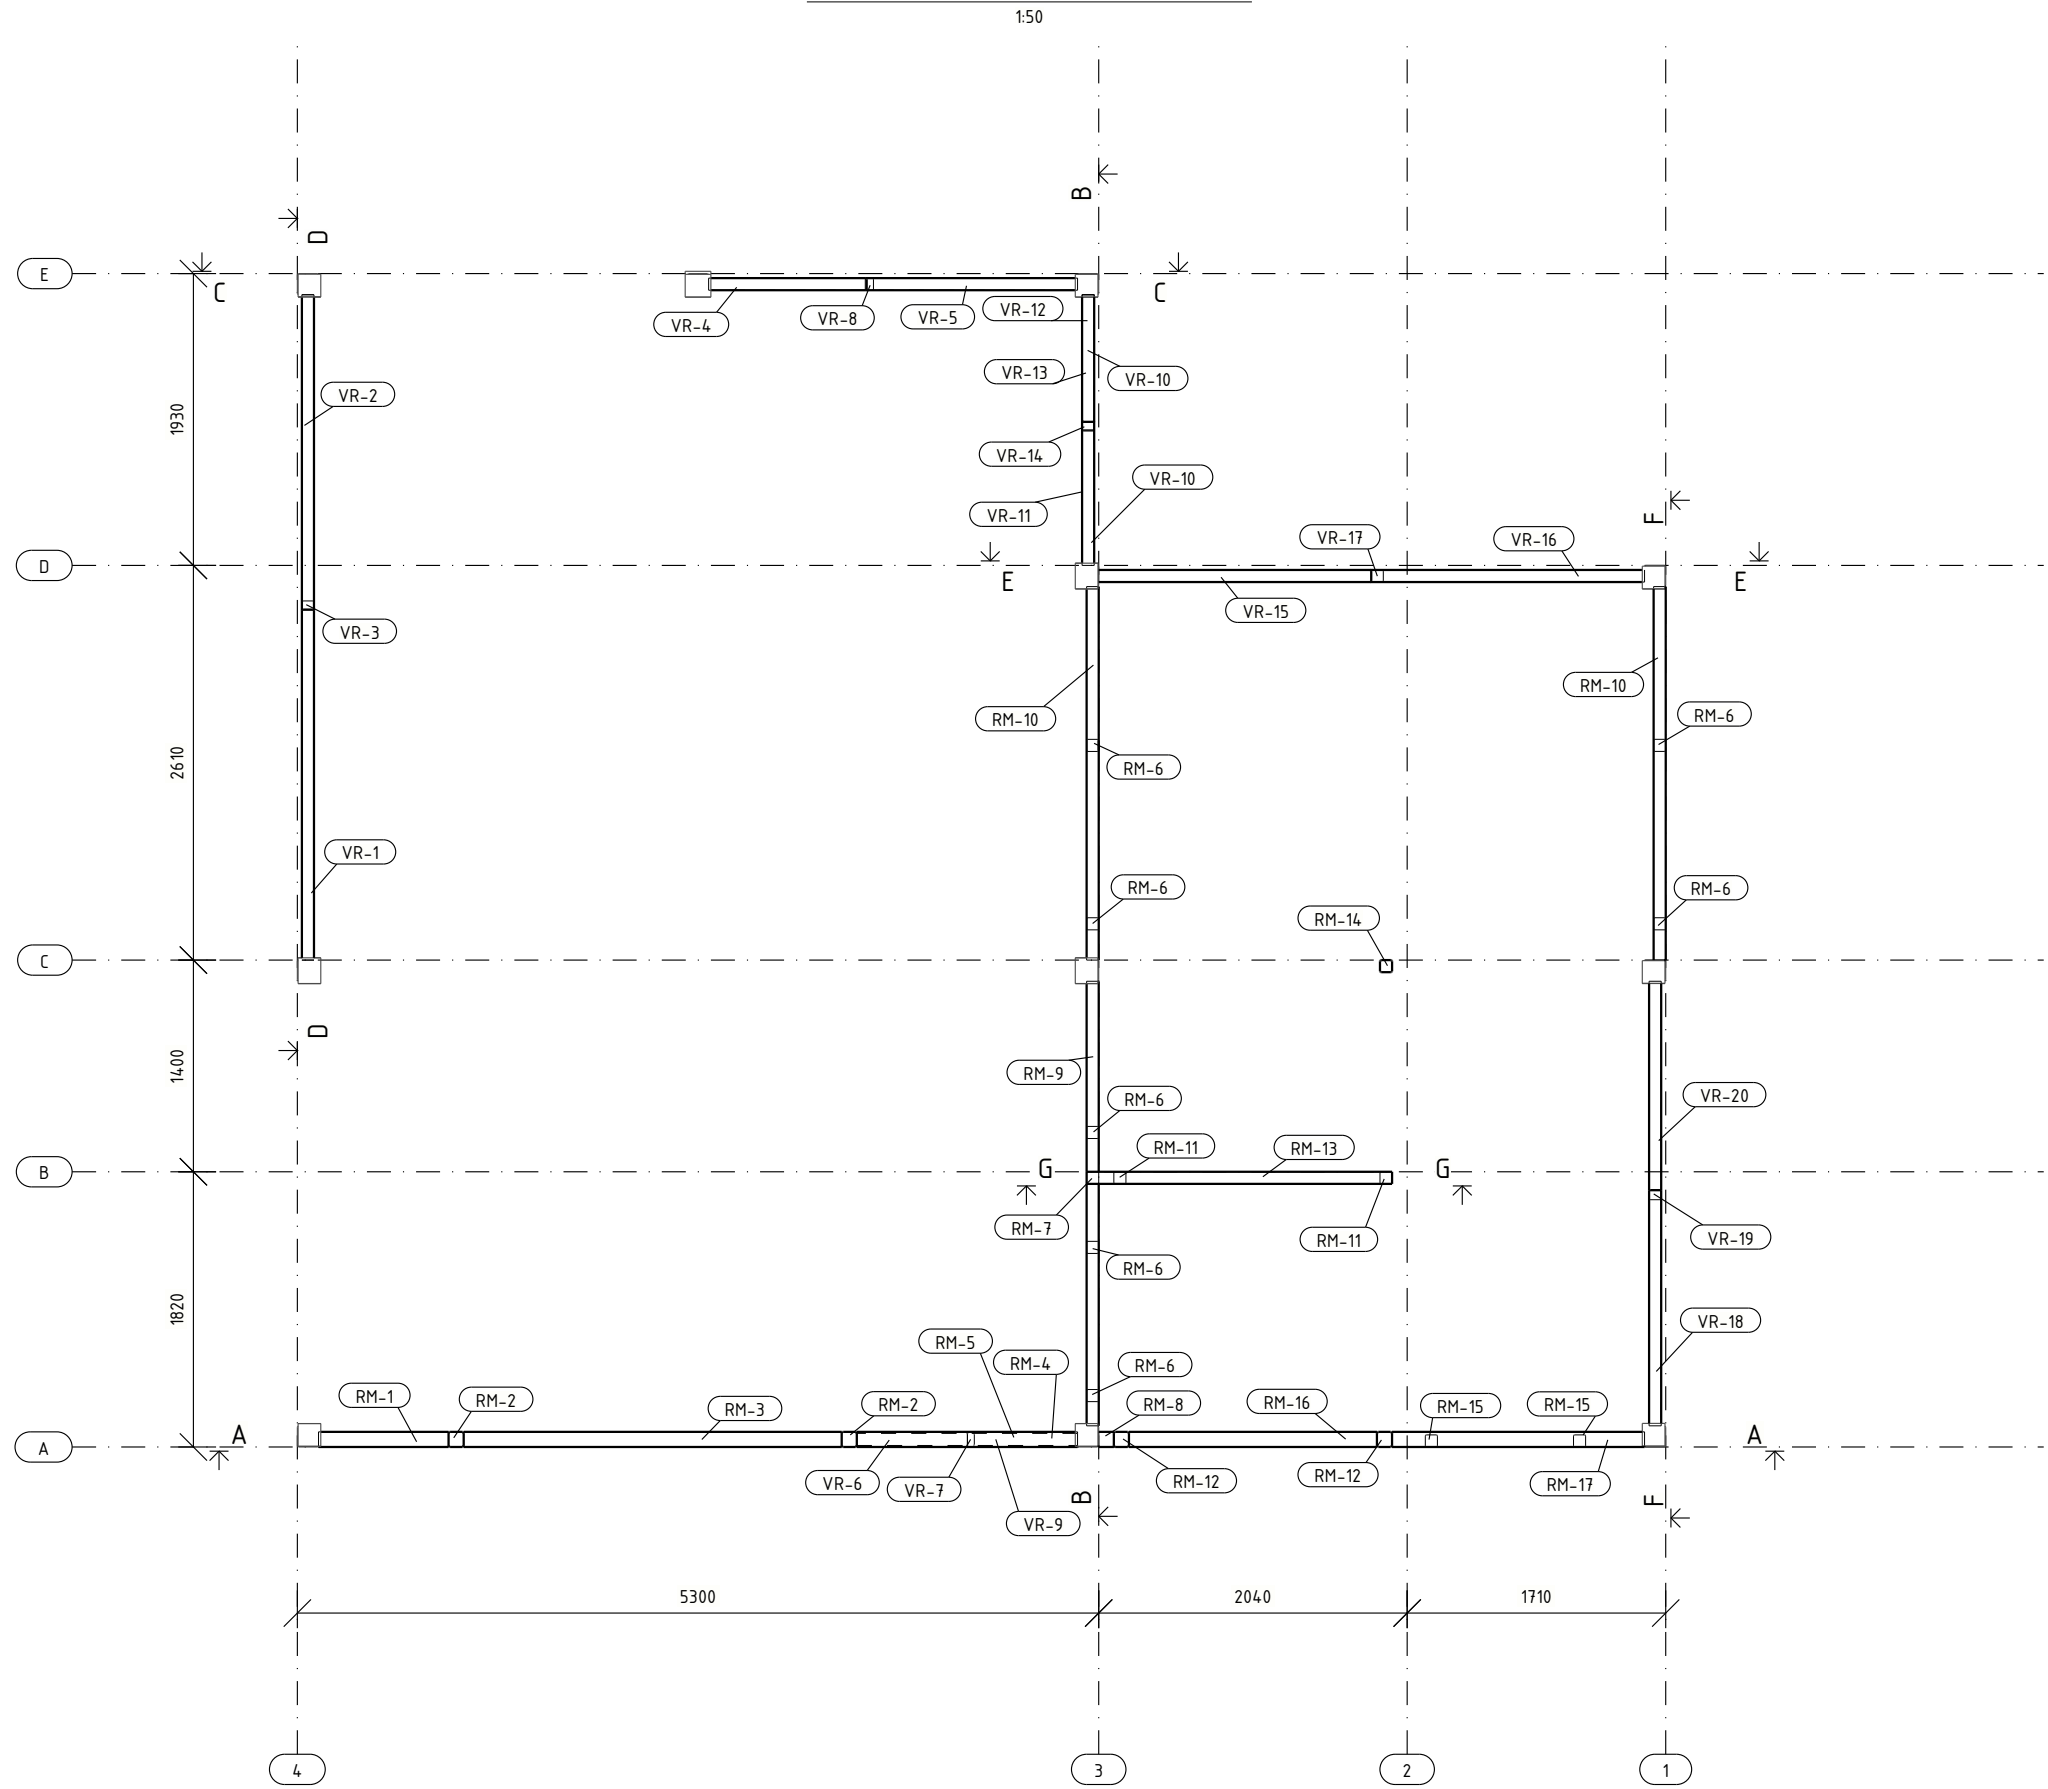 1:50
B
D
E
C
C
VR-4
VR-8
VR-5
VR-12
VR-13
VR-10
VR-2
1930
VR-14
VR-10
VR-11
F
VR-17
VR-16
D
E
E
VR-15
VR-3
RM-10
RM-10
RM-6
2610
RM-6
VR-1
RM-6
RM-6
RM-14
C
D
1400
RM-9
RM-6
VR-20
RM-11
RM-13
B
G
G
RM-7
RM-11
VR-19
RM-6
1820
VR-18
RM-5
RM-4
RM-6
RM-1
RM-2
RM-3
RM-2
RM-8
RM-16
RM-15
RM-15
A
A
A
VR-6
VR-7
RM-12
RM-12
RM-17
B
F
VR-9
5300
2040
1710
4
3
2
1